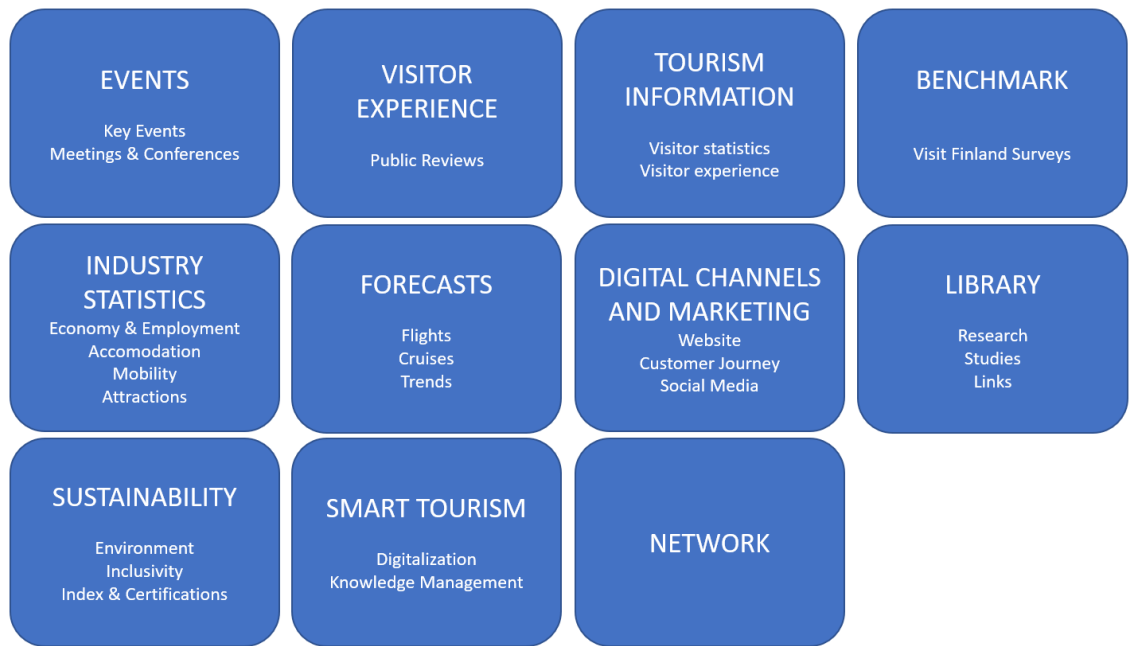 EVENTS
Key Events
Meetings & Conferences
VISITOR
EXPERIENCE
Public Reviews
TOURISM
INFORMATION
Visitor statistics
Visitor experience
BENCHMARK
Visit Finland Surveys
INDUSTRY
STATISTICS
Economy & Employment
Accomodation
Mobility
Attractions
FORECASTS
Flights
Cruises
Trends
DIGITAL CHANNELS
AND MARKETING
Website
Customer Journey
Social Media
LIBRARY
Research
Studies
Links
SUSTAINABILITY
Environment
Inclusivity
Index & Certifications
SMART TOURISM
Digitalization
Knowledge Management
NETWORK